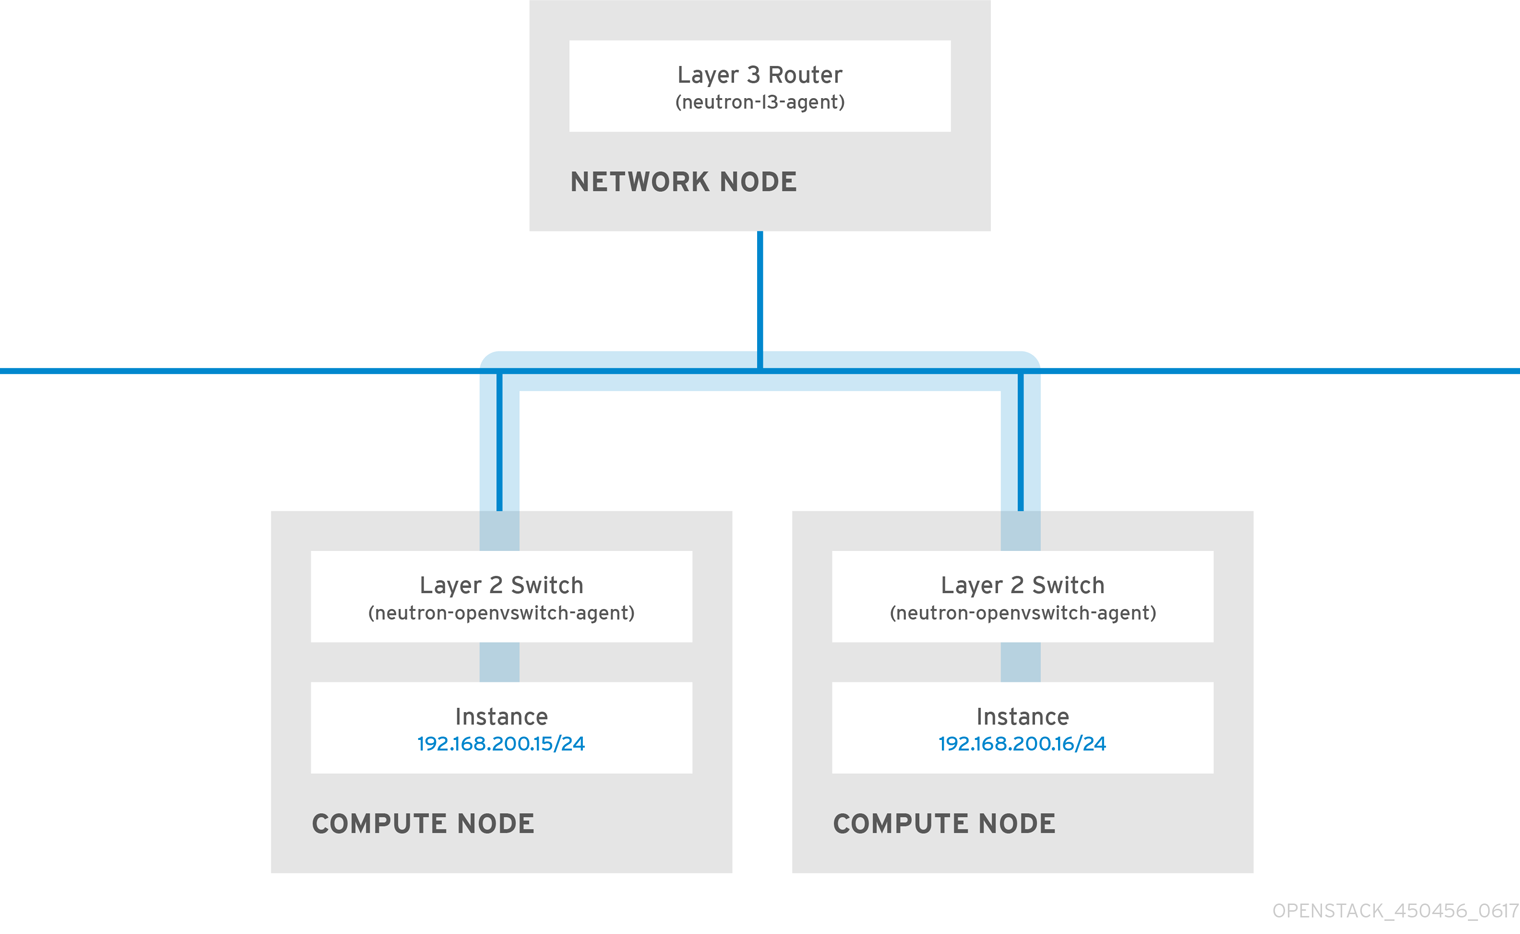 Layer 3 Router
(neutron-l3-agent)
NETWORK NODE
Layer 2 Switch
(neutron-openvswitch-agent)
Instance
192.168.200.15/24
COMPUTE NODE
Layer 2 Switch
(neutron-openvswitch-agent)
Instance
192.168.200.16/24
COMPUTE NODE
OPENSTACK_450456_0617